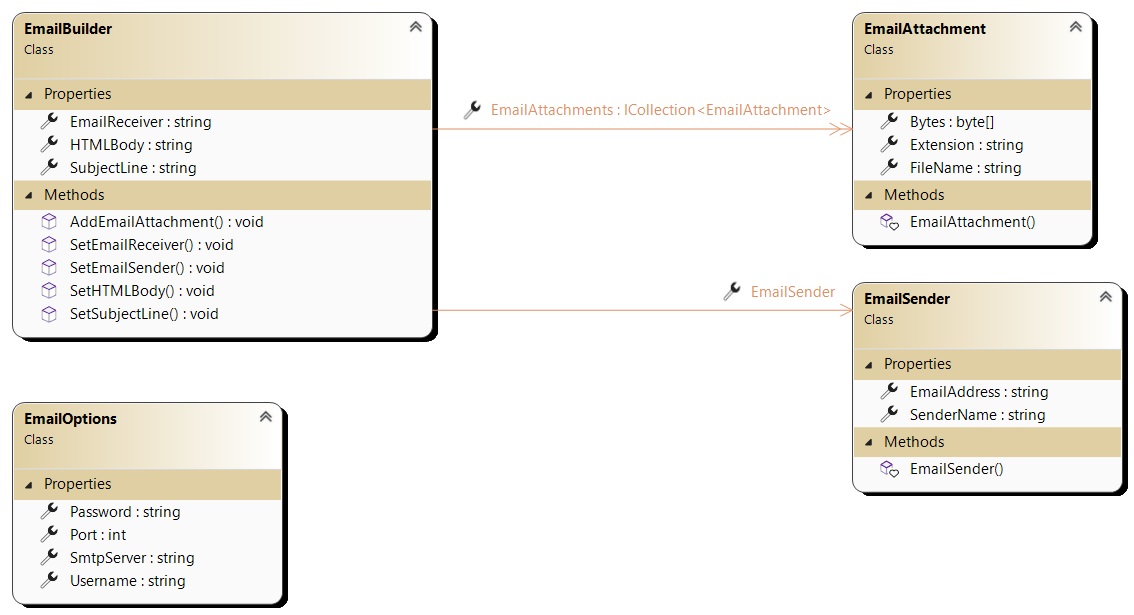 EmailBuilder
Class
Properties
EmailReceiver : string
HTMLBody : string
SubjectLine : string
Methods
AddEmailAttachment() : void
SetEmailReceiver() : void
SetEmailSender() : void
SetHTMLBody() : void
SetSubjectLine() : void
EmailAttachments : ICollection<EmailAttachment>
EmailAttachment
Class
Properties
Bytes : byte[]
Extension : string
FileName : string
Methods
EmailAttachment()
EmailSender
EmailSender
Class
Properties
EmailAddress : string
SenderName : string
Methods
EmailSender()
EmailOptions
Class
Properties
Password : string
Port : int
SmtpServer : string
Username : string